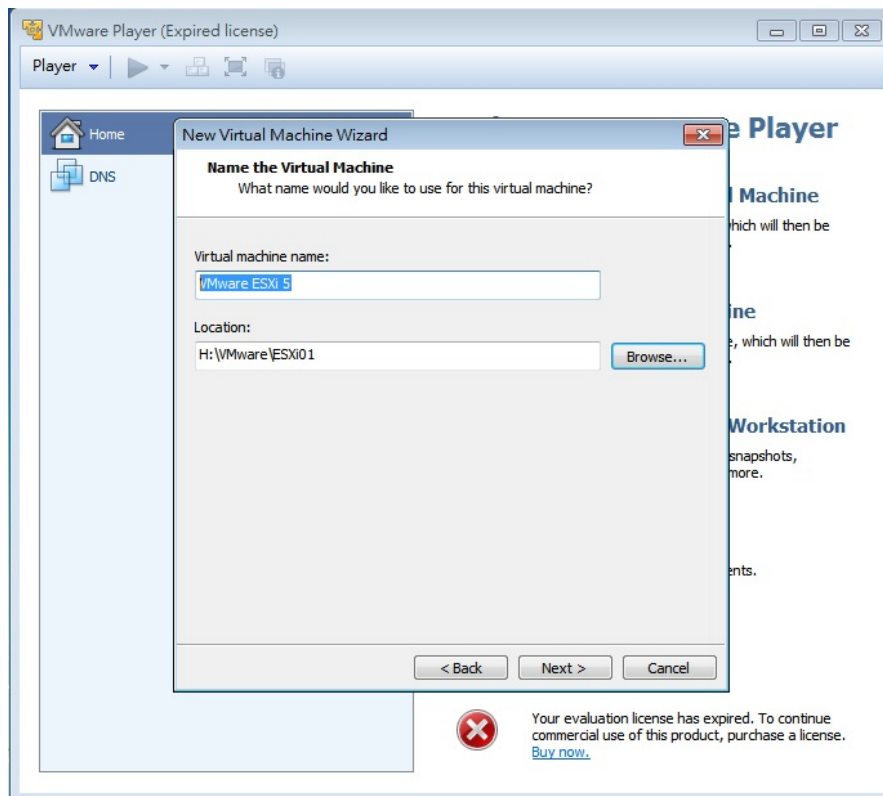 VMware Player (Expired license)
Player
Home
DNS
e Player
New Virtual Machine Wizard
Name the Virtual Machine
What name would you like to use for this virtual machine?
Virtual machine name:
VMware ESXi 5
Location:
H:\VMware\ESXi01
Browse...
Machine
which will then be
ine
e, which will then be
Workstation
snapshots,
more.
ents.
< Back
Next >
Cancel
Your evaluation license has expired. To continue
commercial use of this product, purchase a license.
Buy now.